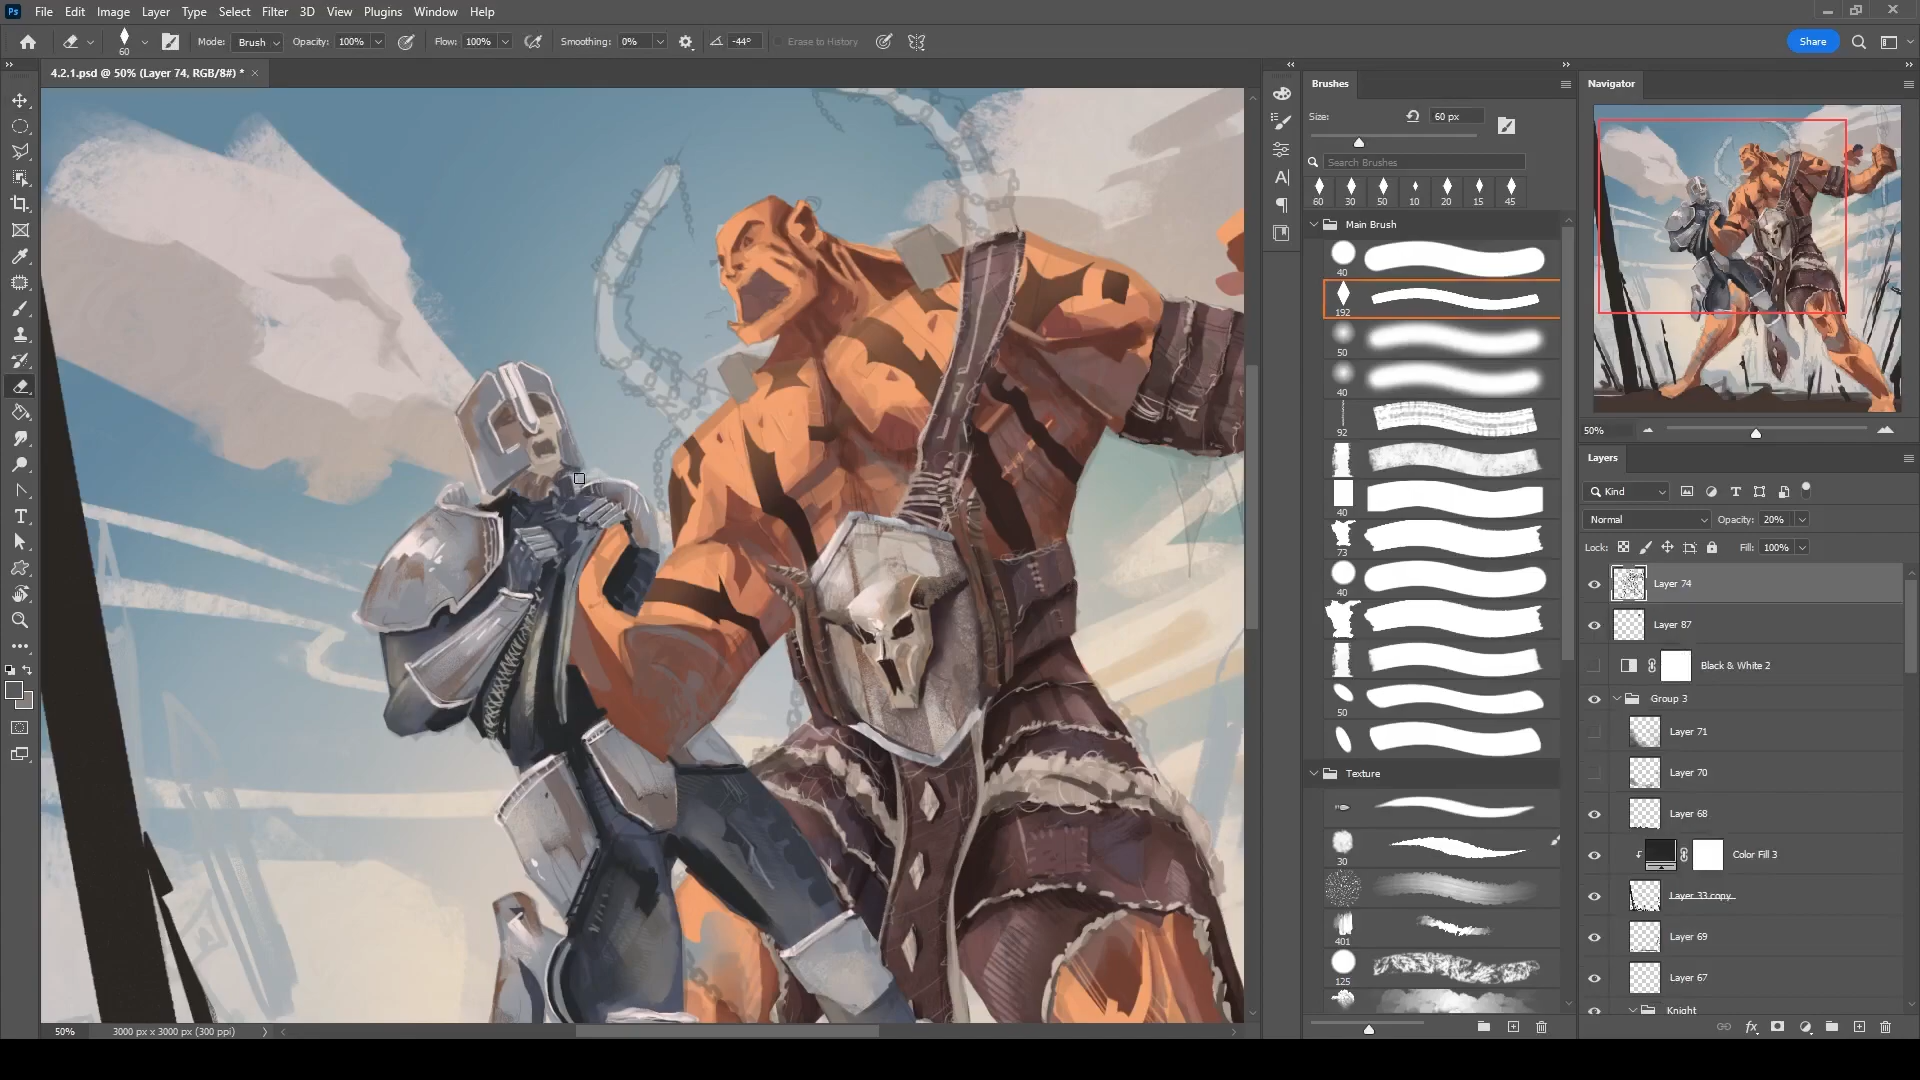 Ps File Edit Image Layer Type Select Filter 3D View Plugins Window Help
60 Mode: Brush Opacity: 100% Flow: 100% Smoothing: 0% -44° Erase to History Share
4.2.1.psd @ 50% (Layer 74, RGB/8#) *
Brushes
Size: 60 px
Search Brushes
60 30 50 10 20 15 45
Main Brush
40
192
50
40
92
40
73
40
50
Texture
30
401
125
Navigator
50%
Layers
Kind
Normal Opacity: 20%
Lock: Fill: 100%
Layer 74
Layer 87
Black & White 2
Group 3
Layer 71
Layer 70
Layer 68
Color Fill 3
Layer 33 copy
Layer 69
Layer 67
Knight
fx
50% 3000 px x 3000 px (300 ppi)